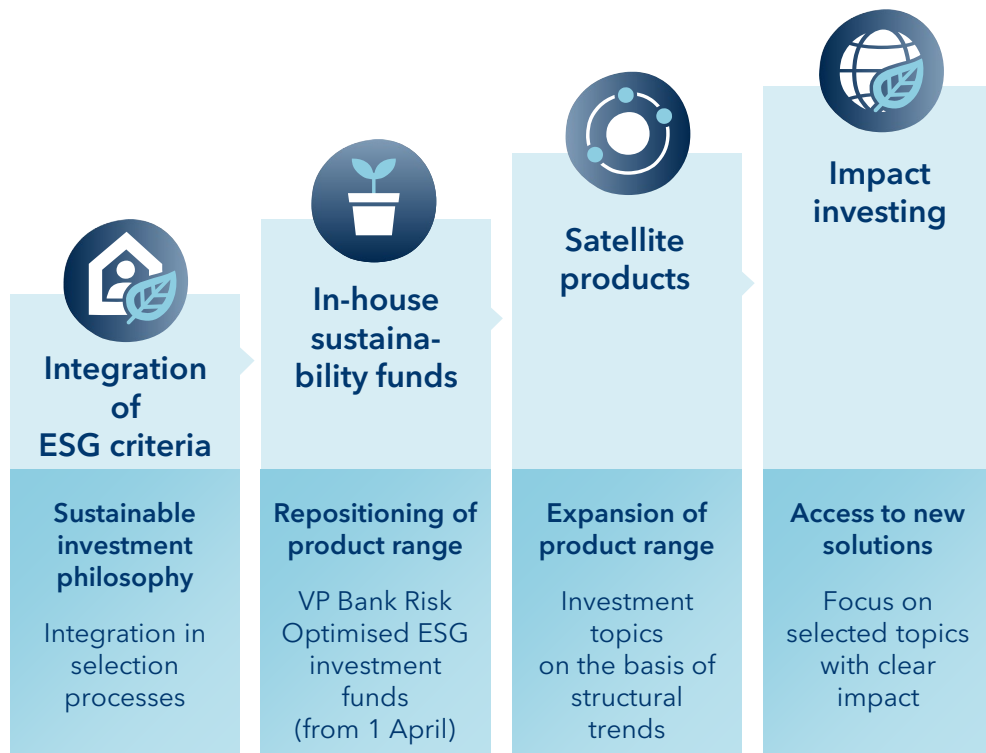 Integration
of
ESG criteria
Sustainable
investment
philosophy
Integration in
selection
processes
In-house
sustaina-
bility funds
Repositioning of
product range
VP Bank Risk
Optimised ESG
investment
funds
(from 1 April)
Satellite
products
Expansion of
product range
Investment
topics
on the basis of
structural
trends
Impact
investing
Access to new
solutions
Focus on
selected topics
with clear
impact